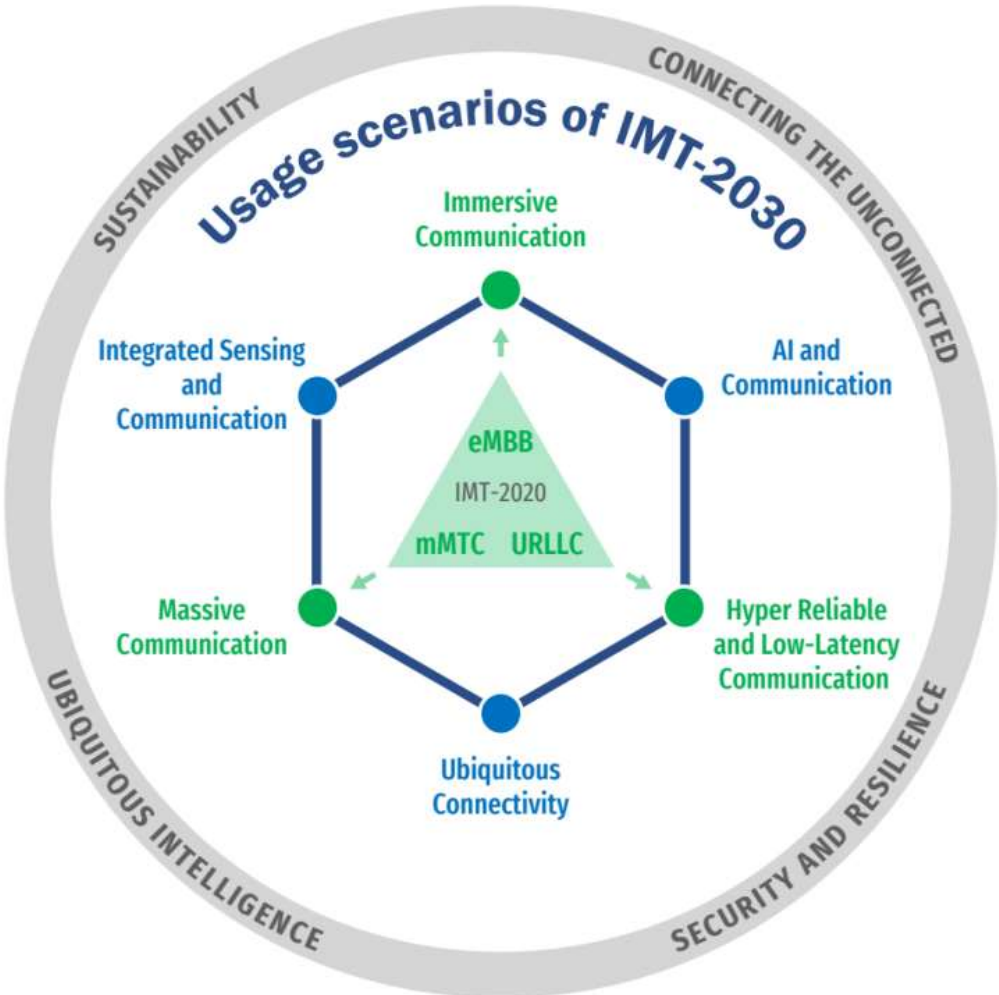 SUSTAINABILITY
CONNECTING THE UNCONNECTED
Usage scenarios of IMT-2030
Immersive
Communication
Integrated Sensing
and
Communication
AI and
Communication
eMBB
IMT-2020
mMTC URLLC
Massive
Communication
Hyper Reliable
and Low-Latency
Communication
Ubiquitous
Connectivity
UBIQUITOUS INTELLIGENCE
SECURITY AND RESILIENCE